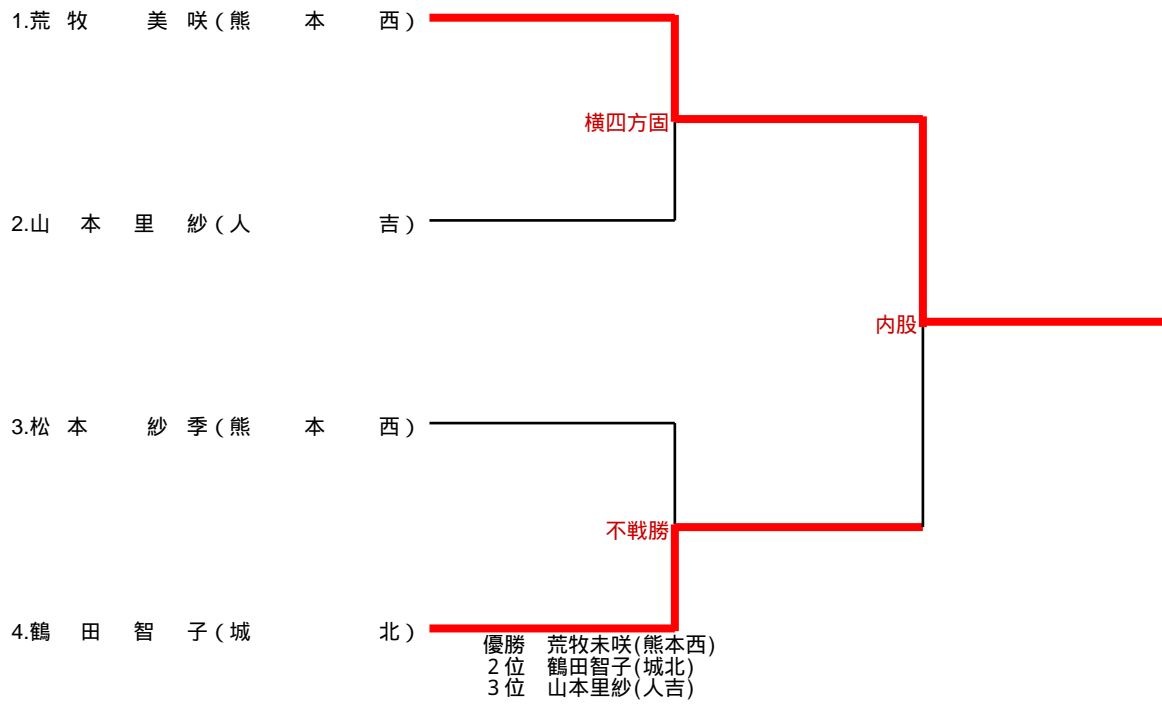 1.荒牧 美咲(熊本西)
横四方固
2.山本里紗(人吉)
内股
3.松本 紗季(熊本西)
不戦勝
4.鶴田智子(城北)
優勝 荒牧未咲(熊本西)
2位 鶴田智子(城北)
3位 山本里紗(人吉)